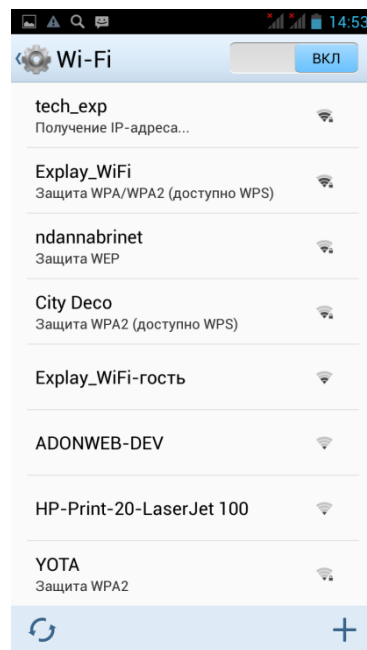 14:53
Wi-Fi
ВКЛ
tech_exp
Получение IP-адреса...
Explay_WiFi
Защита WPA/WPA2 (доступно WPS)
ndannabrinet
Защита WEP
City Deco
Защита WPA2 (доступно WPS)
Explay_WiFi-гость
ADONWEB-DEV
HP-Print-20-LaserJet 100
YOTA
Защита WPA2